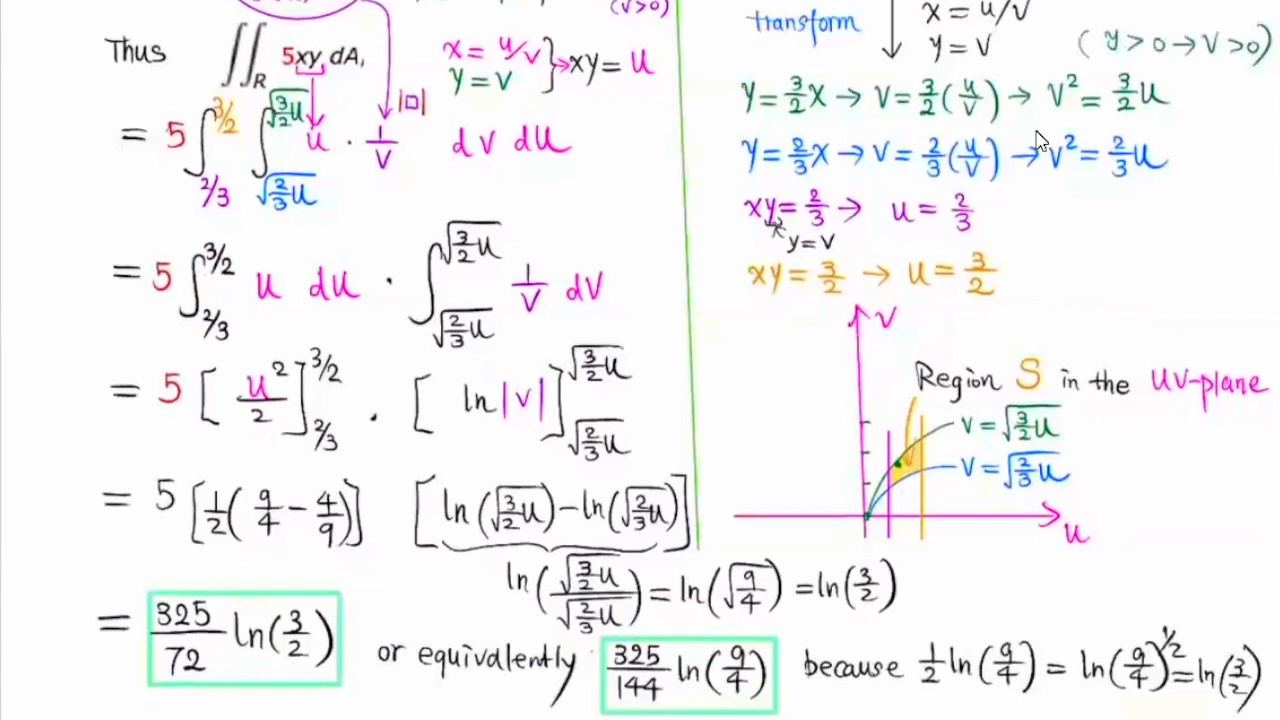 (v>0)
Thus ∬_R 5xy dA, x = u/v
y = v } → xy = u
= 5 ∫_{2/3}^{3/2} ∫_{√(2/3 u)}^{√(3/2 u)} u · 1/v dv du
|□|
= 5 ∫_{2/3}^{3/2} u du · ∫_{√(2/3 u)}^{√(3/2 u)} 1/v dv
= 5 [u²/2]_{2/3}^{3/2} · [ln|v|]_{√(2/3 u)}^{√(3/2 u)}
= 5 [1/2 (9/4 − 4/9)] [ln(√(3/2 u)) − ln(√(2/3 u))]
ln(√(3/2 u) / √(2/3 u)) = ln(√(9/4)) = ln(3/2)
= 325/72 ln(3/2) or equivalently 325/144 ln(9/4) because 1/2 ln(9/4) = ln(9/4)^{1/2} = ln(3/2)
transform ↓ x = u/v
y = v (y>0 → v>0)
y = 3/2 x → v = 3/2 (u/v) → v² = 3/2 u
y = 2/3 x → v = 2/3 (u/v) → v² = 2/3 u
xy = 2/3 → u = 2/3
y = v
xy = 3/2 → u = 3/2
v
Region S in the uv-plane
v = √(3/2 u)
v = √(2/3 u)
u